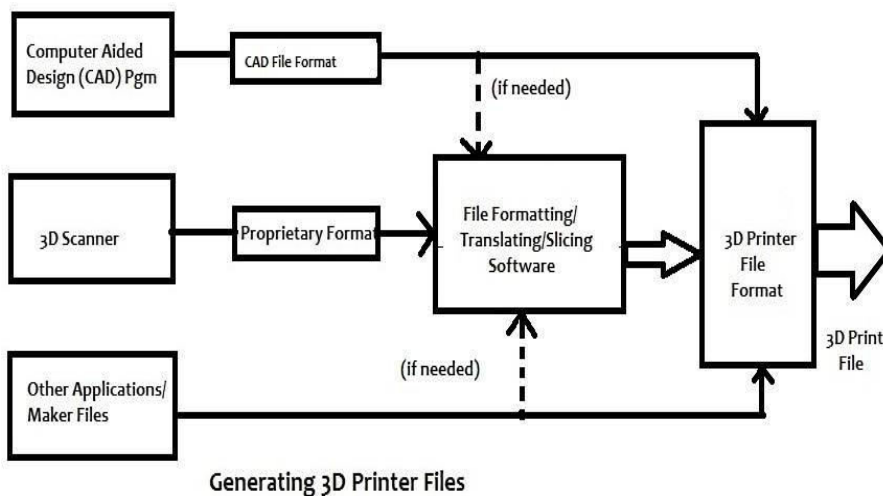 Computer Aided
Design (CAD) Pgm
CAD File Format
(if needed)
3D Scanner
Proprietary Format
File Formatting/
Translating/Slicing
Software
3D Printer
File
Format
3D Print
File
(if needed)
Other Applications/
Maker Files
Generating 3D Printer Files